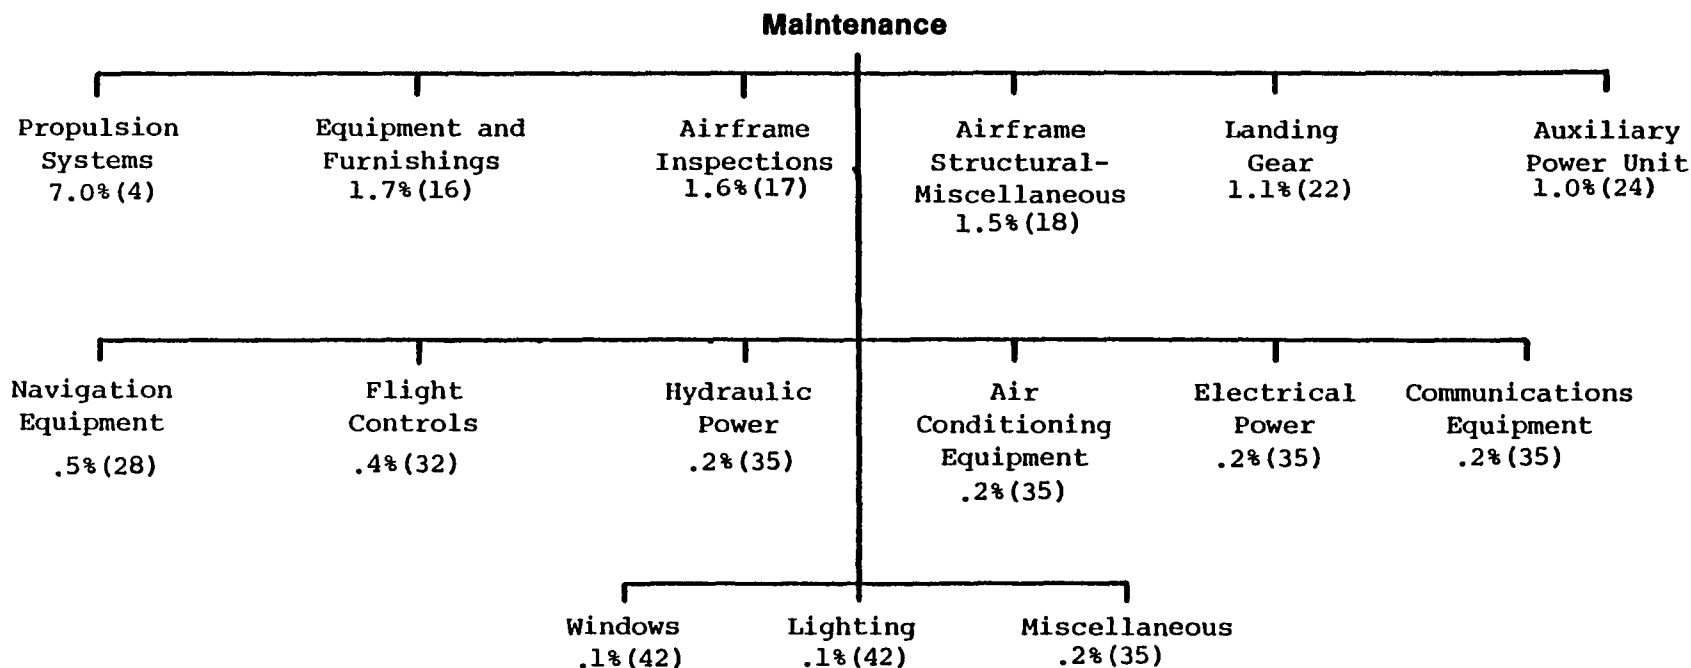 Maintenance
Propulsion
Systems
7.0%(4)
Equipment and
Furnishings
1.7%(16)
Airframe
Inspections
1.6%(17)
Airframe
Structural-
Miscellaneous
1.5%(18)
Landing
Gear
1.1%(22)
Auxiliary
Power Unit
1.0%(24)
Navigation
Equipment
.5%(28)
Flight
Controls
.4%(32)
Hydraulic
Power
.2%(35)
Air
Conditioning
Equipment
.2%(35)
Electrical
Power
.2%(35)
Communications
Equipment
.2%(35)
Windows
.1%(42)
Lighting
.1%(42)
Miscellaneous
.2%(35)